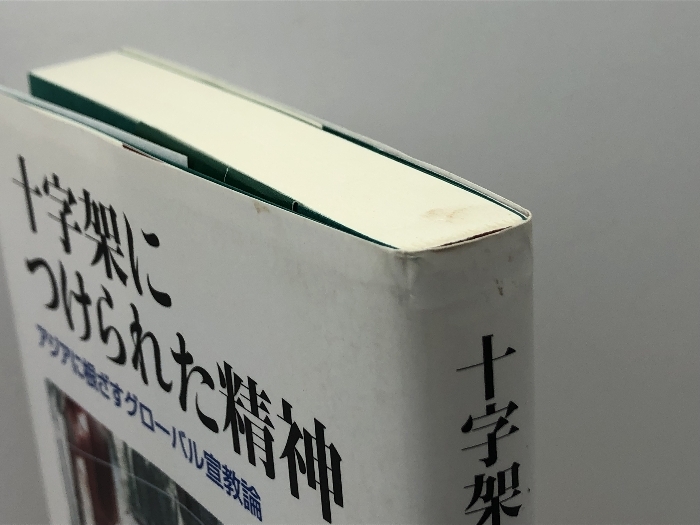 十字架に
つけられた精神
アジアに根ざすグローバル宣教論
十字架